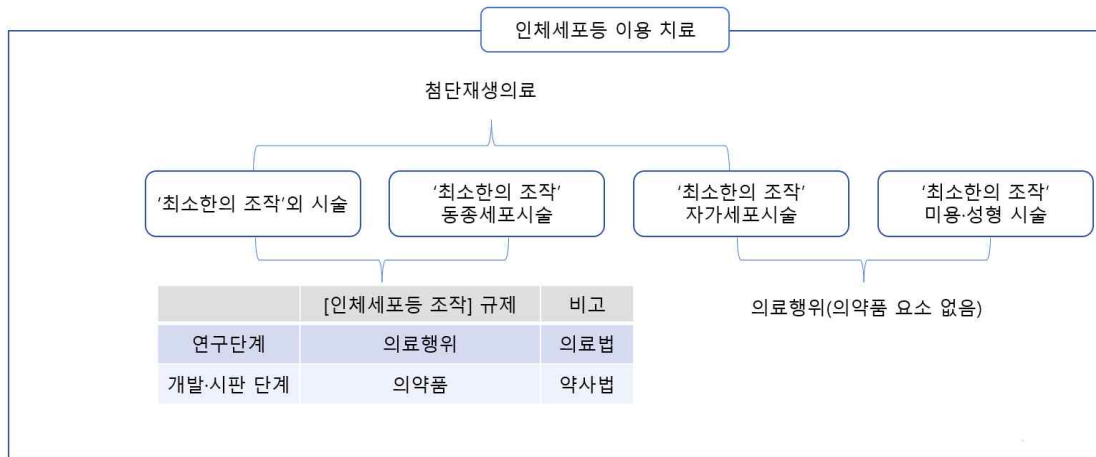 인체세포등 이용 치료
첨단재생의료
'최소한의 조작'외 시술
'최소한의 조작'
동종세포시술
'최소한의 조작'
자가세포시술
'최소한의 조작'
미용·성형 시술
[인체세포등 조작] 규제 비고
연구단계 의료행위 의료법
개발·시판 단계 의약품 약사법
의료행위(의약품 요소 없음)